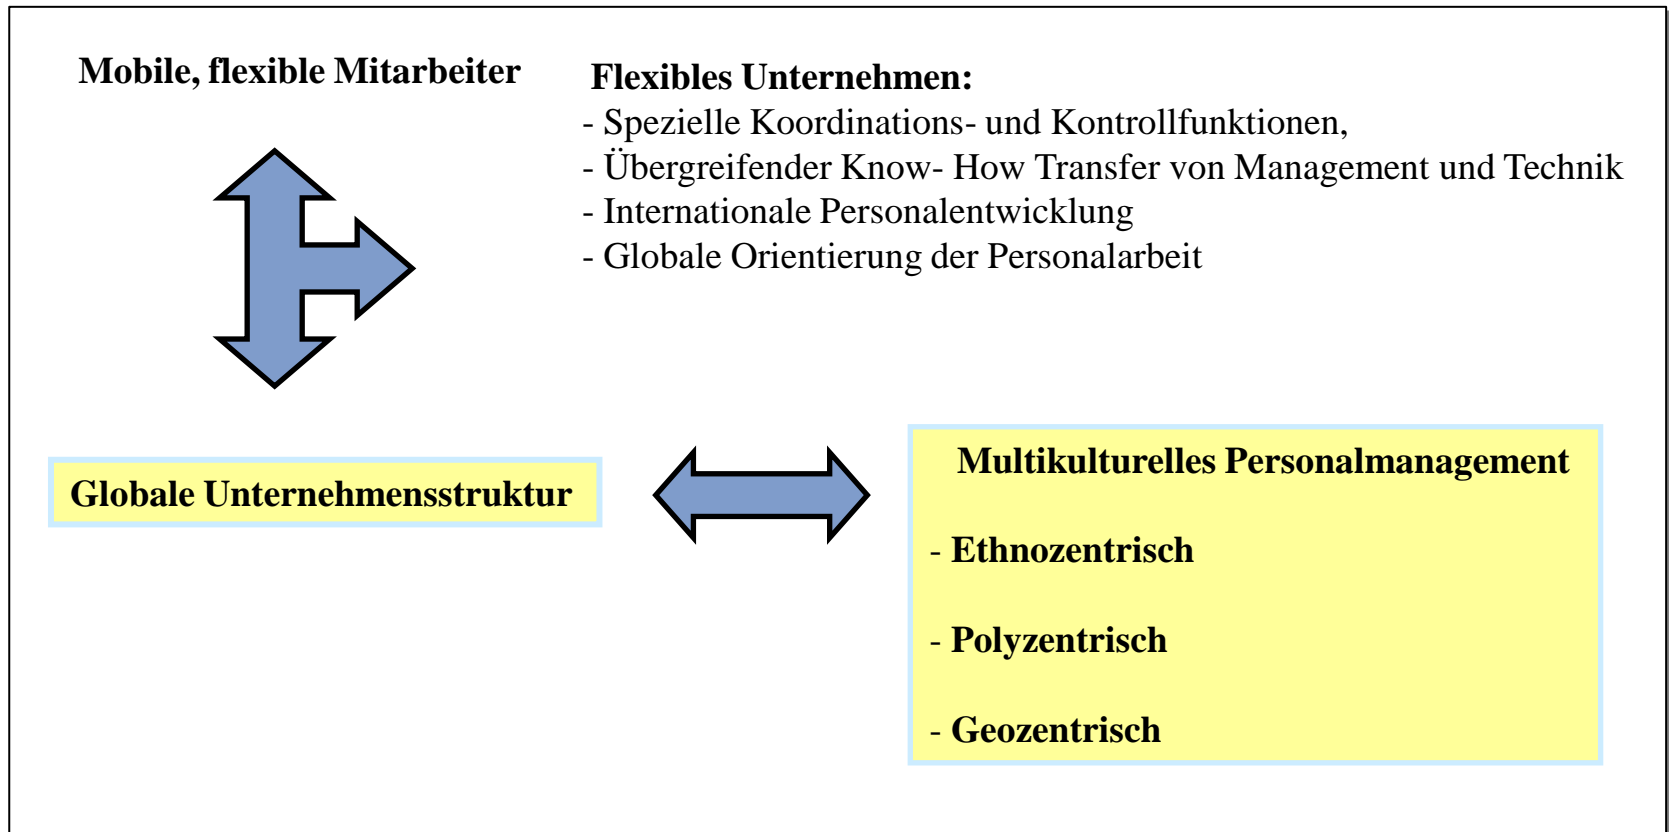 Mobile, flexible Mitarbeiter
Flexibles Unternehmen:
- Spezielle Koordinations- und Kontrollfunktionen,
- Übergreifender Know- How Transfer von Management und Technik
- Internationale Personalentwicklung
- Globale Orientierung der Personalarbeit
Globale Unternehmensstruktur
Multikulturelles Personalmanagement
- Ethnozentrisch
- Polyzentrisch
- Geozentrisch